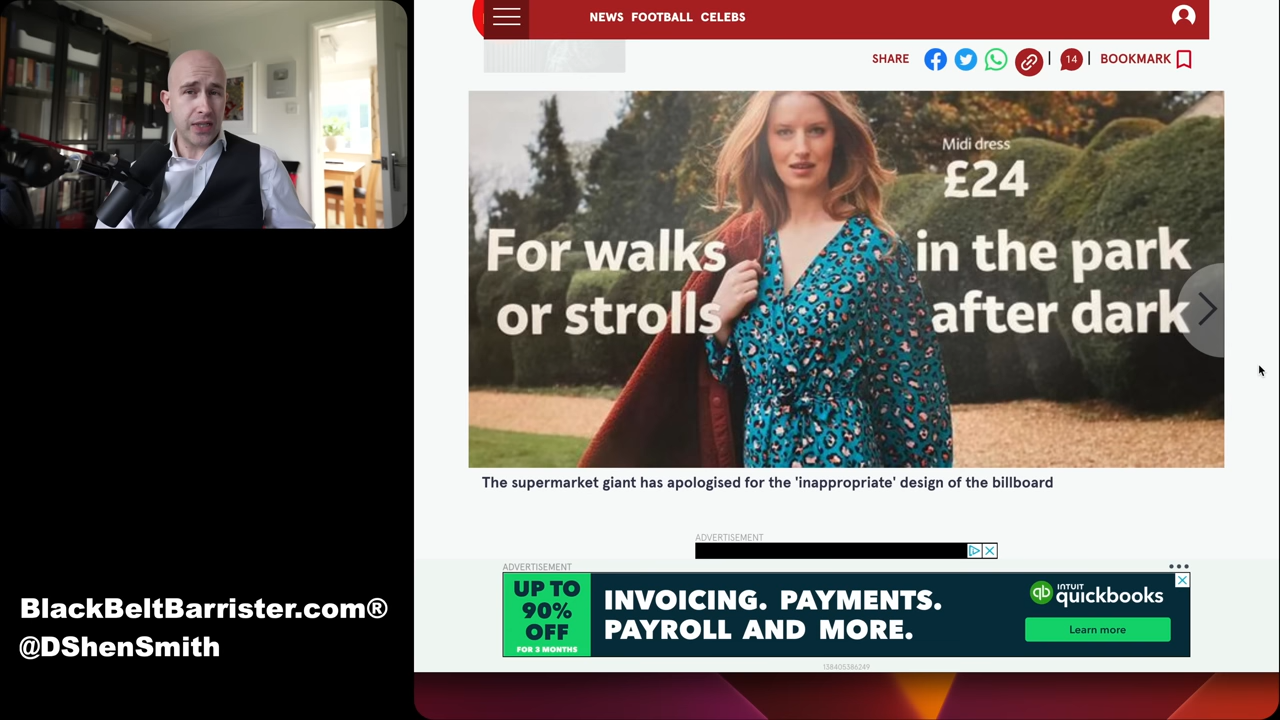 NEWS FOOTBALL CELEBS
SHARE
14
BOOKMARK
Midi dress
£24
For walks in the park
or strolls after dark
The supermarket giant has apologised for the 'inappropriate' design of the billboard
ADVERTISEMENT
ADVERTISEMENT
UP TO
90%
OFF
FOR 3 MONTHS
INVOICING. PAYMENTS.
PAYROLL AND MORE.
qb INTUIT
quickbooks
Learn more
138405386249
BlackBeltBarrister.com®
@DShenSmith